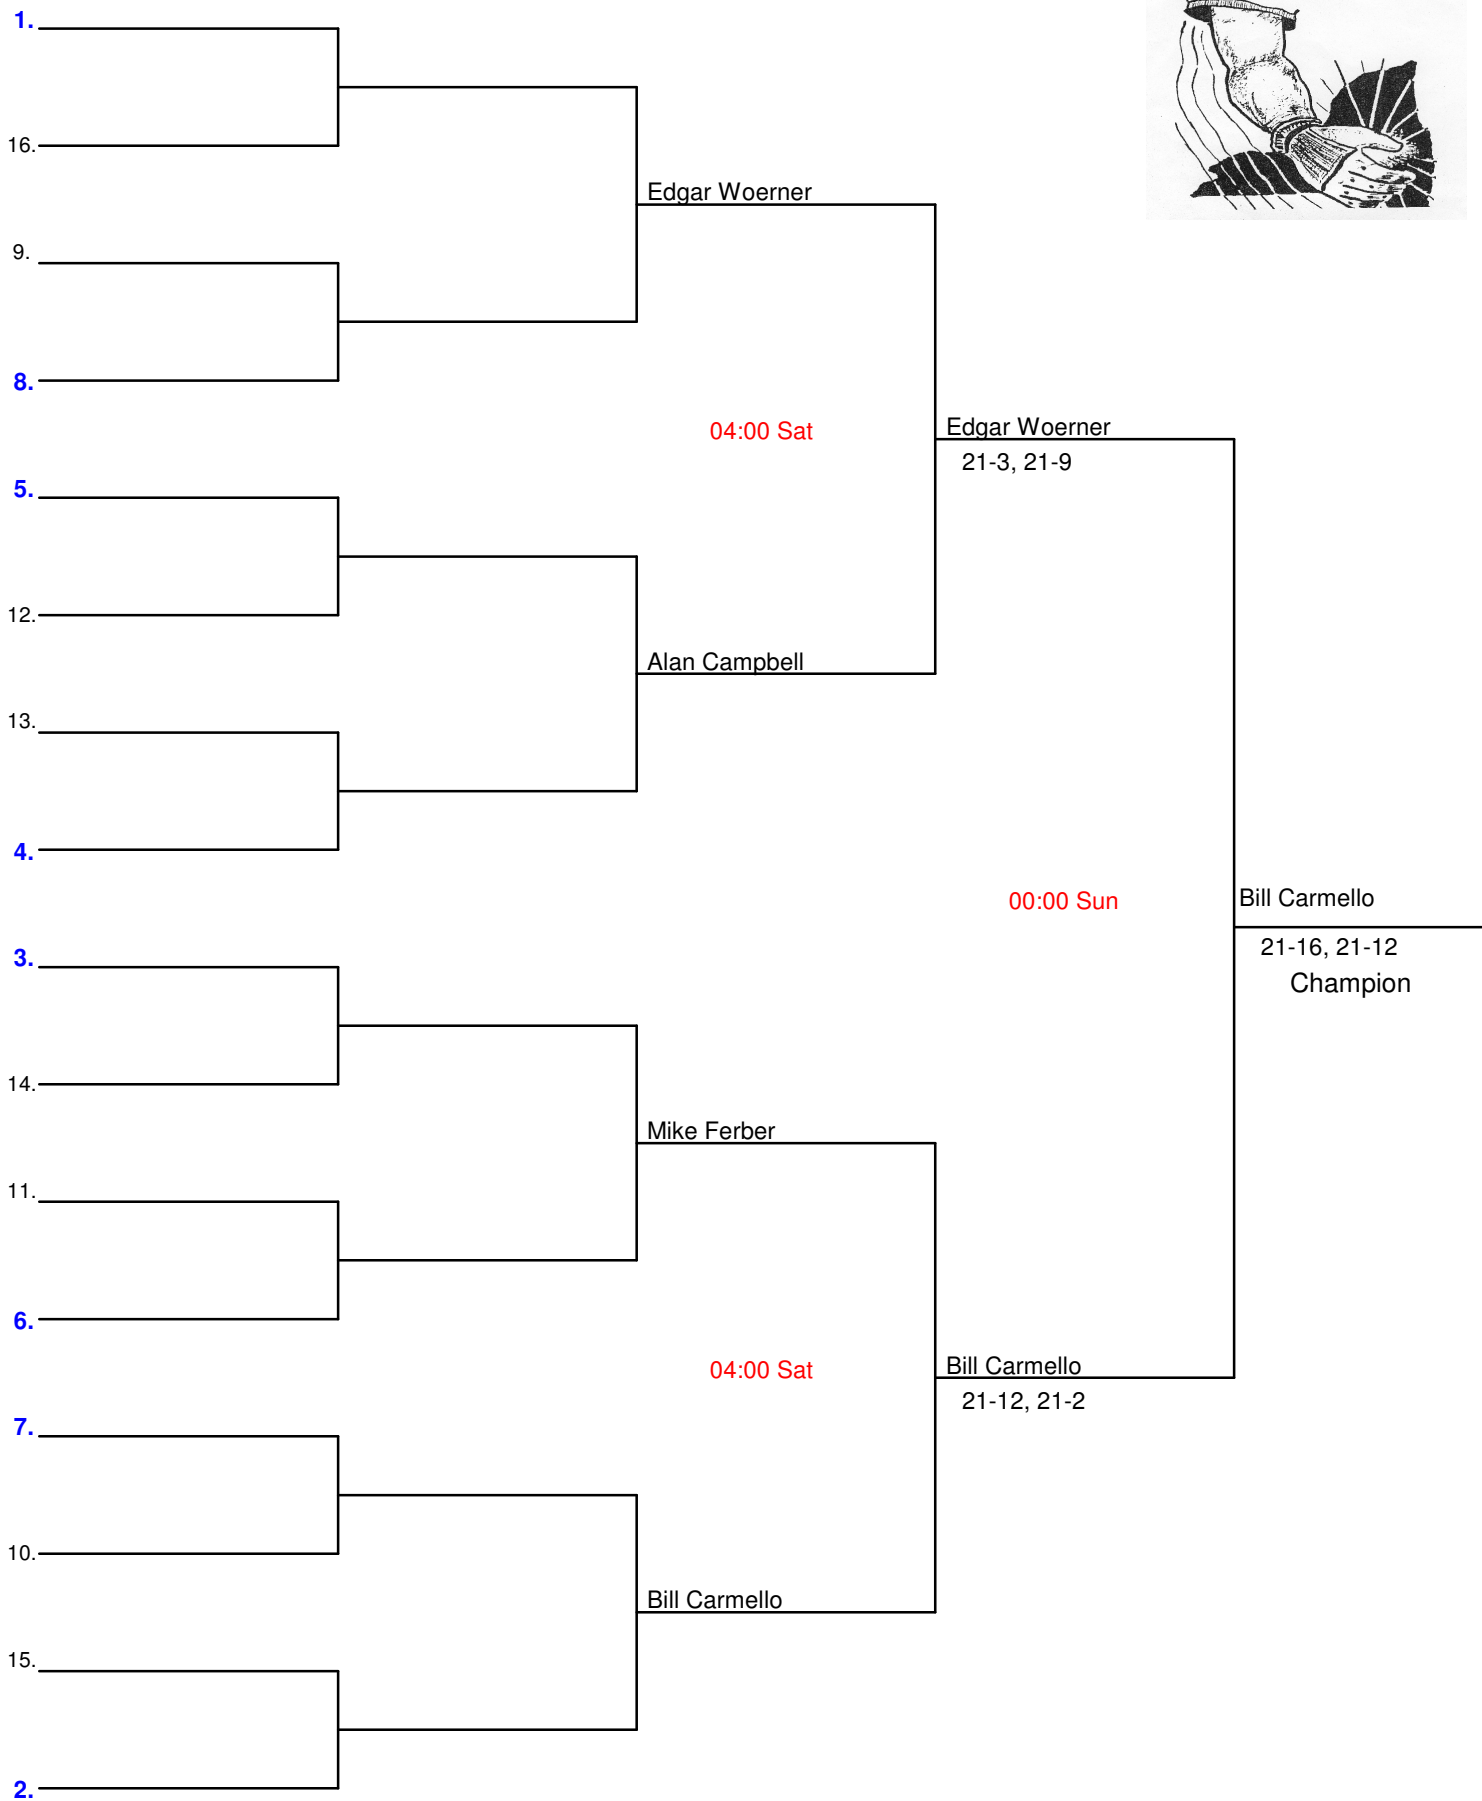 1.
16.
Edgar Woerner
9.
8.
04:00 Sat
Edgar Woerner
21-3, 21-9
5.
12.
Alan Campbell
13.
4.
00:00 Sun
Bill Carmello
21-16, 21-12
Champion
3.
14.
Mike Ferber
11.
6.
04:00 Sat
Bill Carmello
21-12, 21-2
7.
10.
Bill Carmello
15.
2.